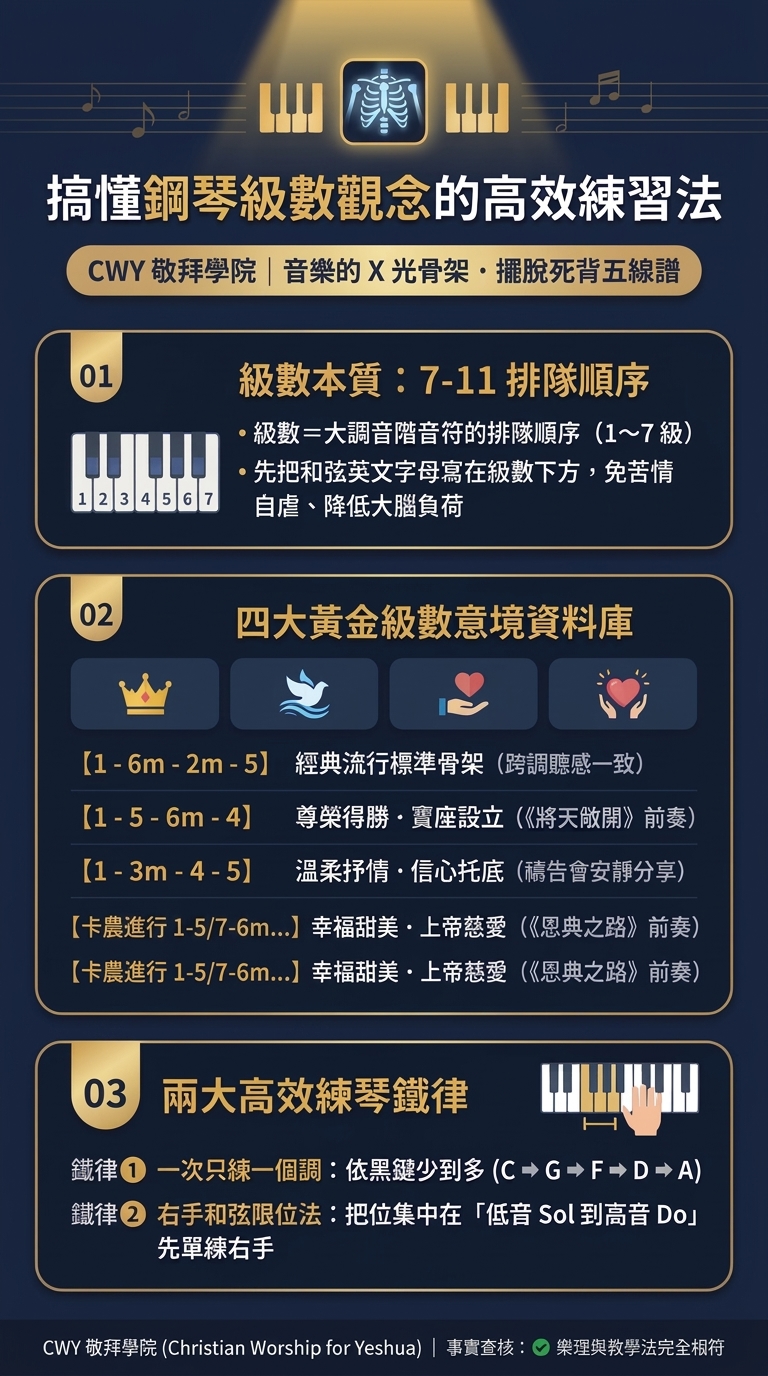 搞懂鋼琴級數觀念的高效練習法
CWY 敬拜學院｜音樂的 X 光骨架・擺脫死背五線譜
01
級數本質：7-11 排隊順序
1 2 3 4 5 6 7
• 級數＝大調音階音符的排隊順序（1～7 級）
• 先把和弦英文字母寫在級數下方，免苦情
自虐、降低大腦負荷
02
四大黃金級數意境資料庫
【1 - 6m - 2m - 5】 經典流行標準骨架（跨調聽感一致）
【1 - 5 - 6m - 4】 尊榮得勝・寶座設立（《將天敞開》前奏）
【1 - 3m - 4 - 5】 溫柔抒情・信心托底（禱告會安靜分享）
【卡農進行 1-5/7-6m...】幸福甜美・上帝慈愛（《恩典之路》前奏）
【卡農進行 1-5/7-6m...】幸福甜美・上帝慈愛（《恩典之路》前奏）
03
兩大高效練琴鐵律
鐵律❶ 一次只練一個調：依黑鍵少到多 (C ➡ G ➡ F ➡ D ➡ A)
鐵律❷ 右手和弦限位法：把位集中在「低音 Sol 到高音 Do」
先單練右手
CWY 敬拜學院 (Christian Worship for Yeshua)｜事實查核：✅ 樂理與教學法完全相符